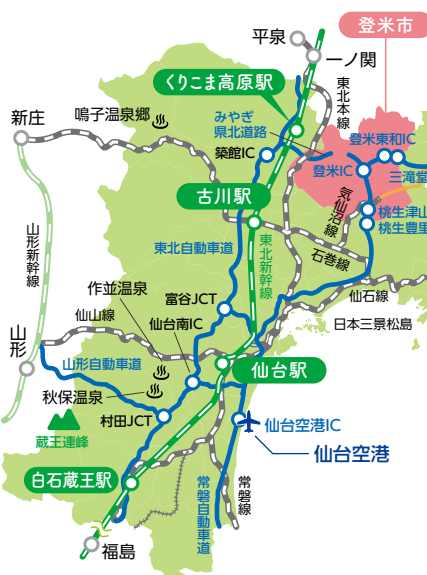 登米市
平泉
一ノ関
くりこま高原駅
東北本線
新庄
鳴子温泉郷
みやぎ
県北道路
登米東和IC
築館IC
登米IC
三滝堂
古川駅
気仙沼線
桃生津山
桃生豊里
山形新幹線
東北自動車道
東北新幹線
石巻線
作並温泉
富谷JCT
仙石線
仙山線
仙台南IC
日本三景松島
山形
山形自動車道
仙台駅
秋保温泉
村田JCT
仙台空港IC
蔵王連峰
仙台空港
白石蔵王駅
常磐自動車道
常磐線
福島